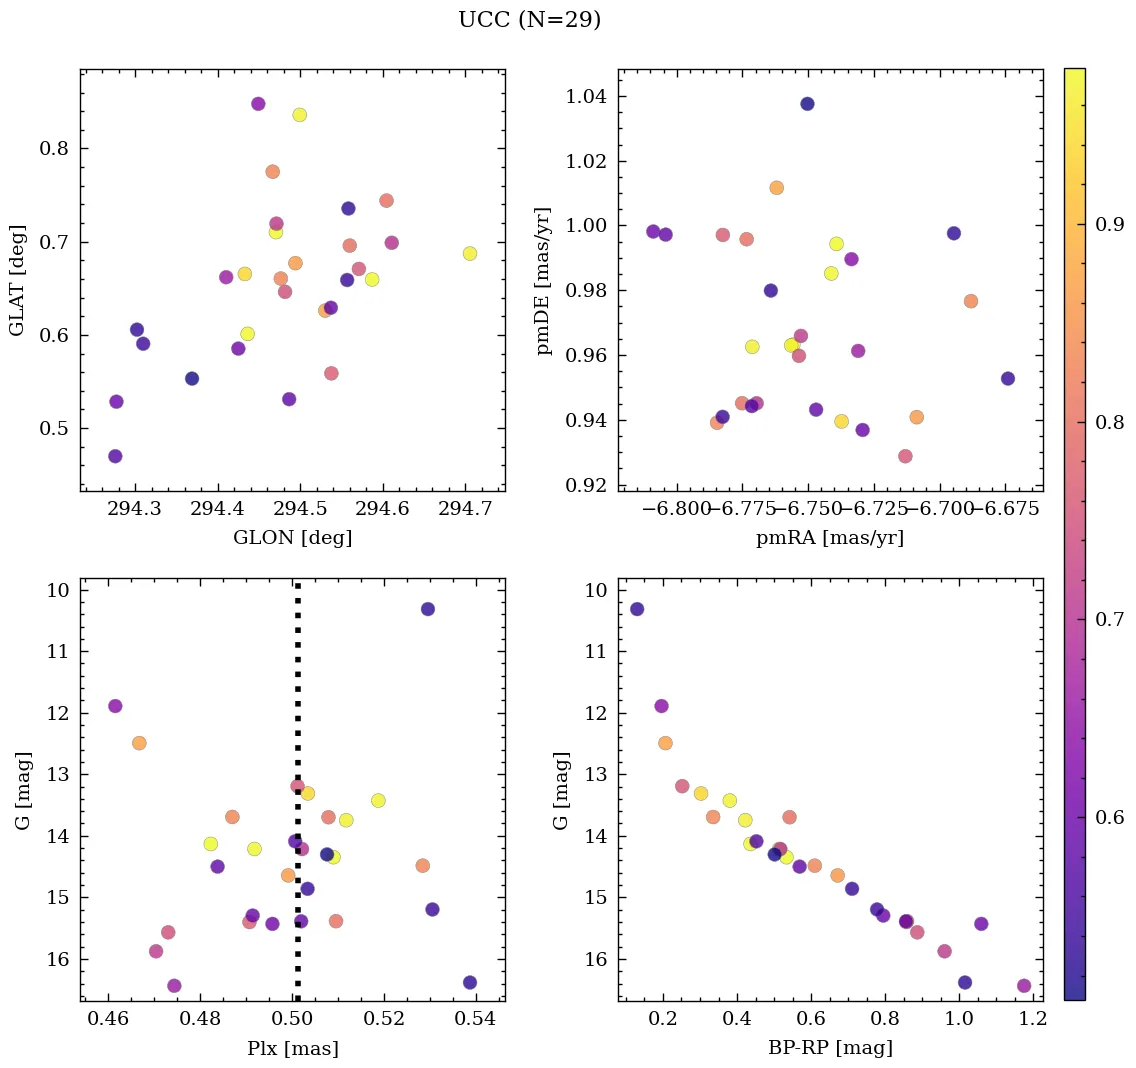 UCC (N=29)
0.8
0.7
0.6
0.5
GLAT [deg]
294.3 294.4 294.5 294.6 294.7
GLON [deg]
1.04
1.02
1.00
0.98
0.96
0.94
0.92
pmDE [mas/yr]
−6.800 −6.775 −6.750 −6.725 −6.700 −6.675
pmRA [mas/yr]
10
11
12
13
14
15
16
G [mag]
0.46 0.48 0.50 0.52 0.54
Plx [mas]
10
11
12
13
14
15
16
G [mag]
0.2 0.4 0.6 0.8 1.0 1.2
BP-RP [mag]
0.9
0.8
0.7
0.6